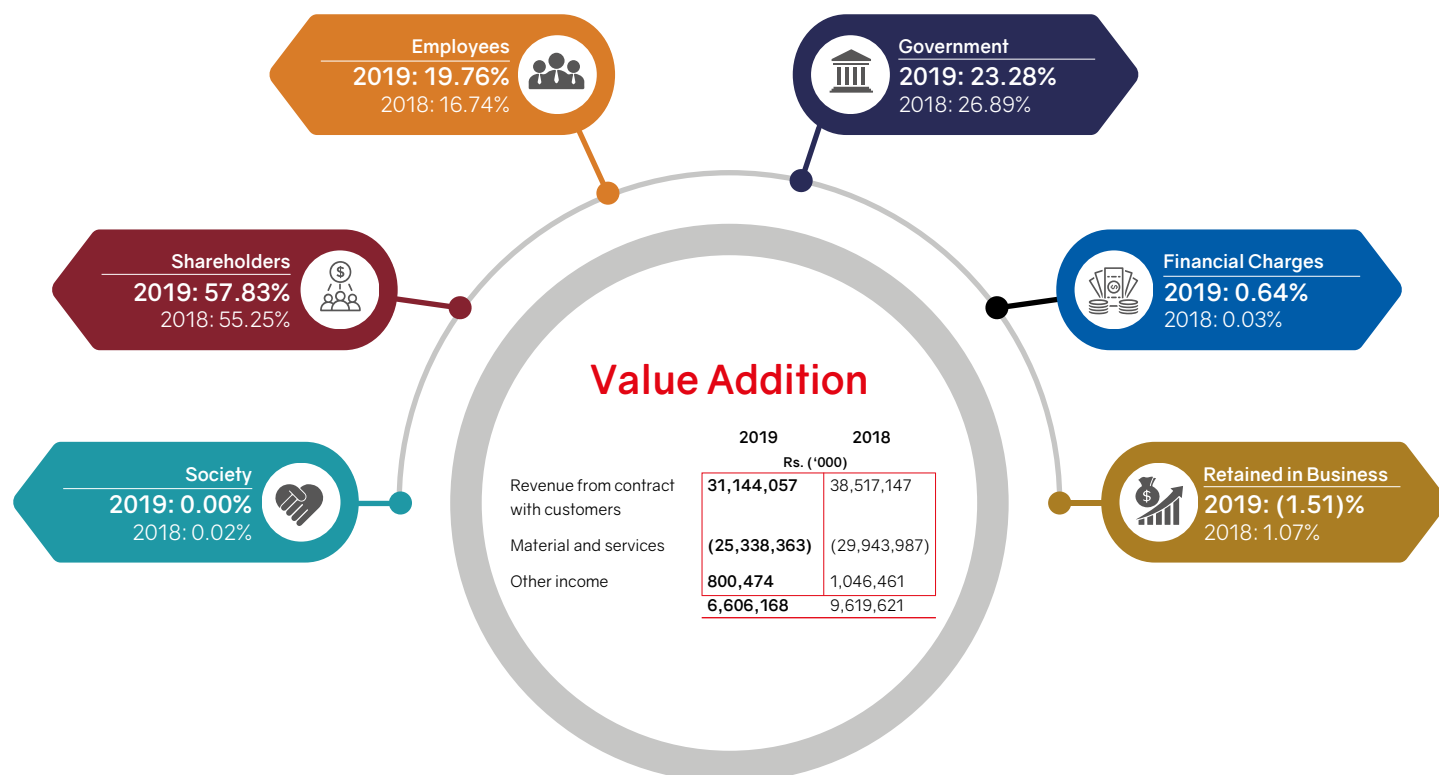 Employees
2019: 19.76%
2018: 16.74%
Government
2019: 23.28%
2018: 26.89%
Shareholders
2019: 57.83%
2018: 55.25%
Financial Charges
2019: 0.64%
2018: 0.03%
Society
2019: 0.00%
2018: 0.02%
Retained in Business
2019: (1.51)%
2018: 1.07%
Value Addition
2019 2018
Rs. (‘000)
Revenue from contract 31,144,057 38,517,147
with customers
Material and services (25,338,363) (29,943,987)
Other income 800,474 1,046,461
6,606,168 9,619,621